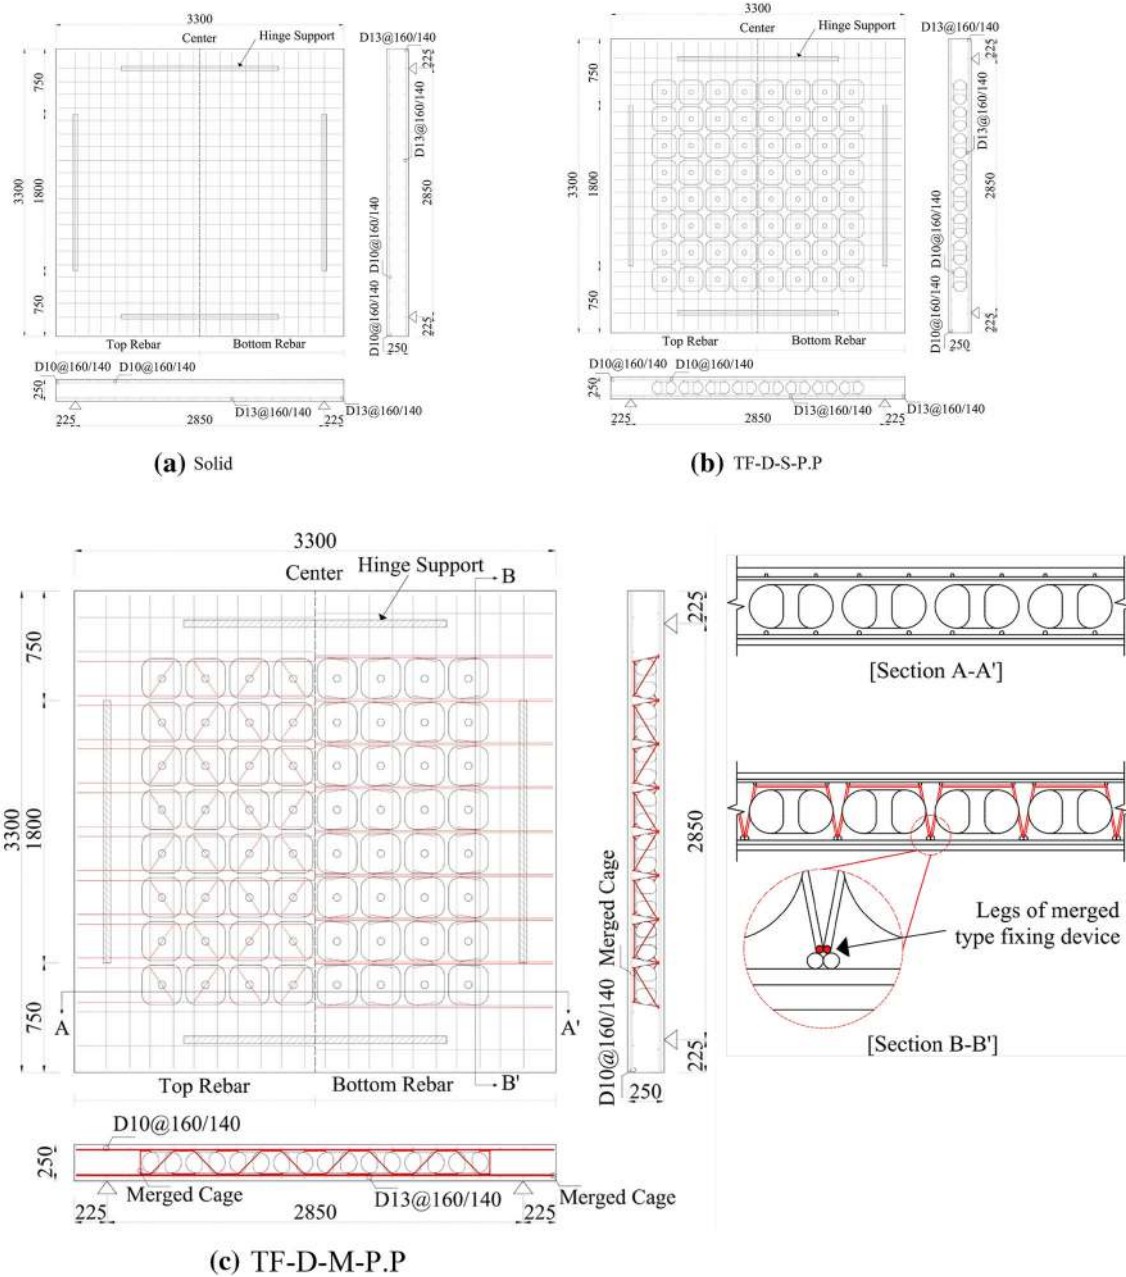 3300
Center
Hinge Support
750
3300
1800
750
Top Rebar
Bottom Rebar
D13@160/140
225
D13@160/140
2850
D10@160/140
D10@160/140
225
250
D10@160/140
D10@160/140
250
D13@160/140
D13@160/140
225
2850
225
(a) Solid
3300
Center
Hinge Support
750
3300
1800
750
Top Rebar
Bottom Rebar
D13@160/140
225
D13@160/140
2850
D10@160/140
D10@160/140
225
250
D10@160/140
D10@160/140
250
D13@160/140
D13@160/140
225
2850
225
(b) TF-D-S-P.P
3300
Center
Hinge Support
B
750
3300
1800
750
A
A'
B'
Top Rebar
Bottom Rebar
225
2850
Merged Cage
D10@160/140
225
250
D10@160/140
250
Merged Cage
D13@160/140
Merged Cage
225
2850
225
[Section A-A']
Legs of merged
type fixing device
[Section B-B']
(c) TF-D-M-P.P